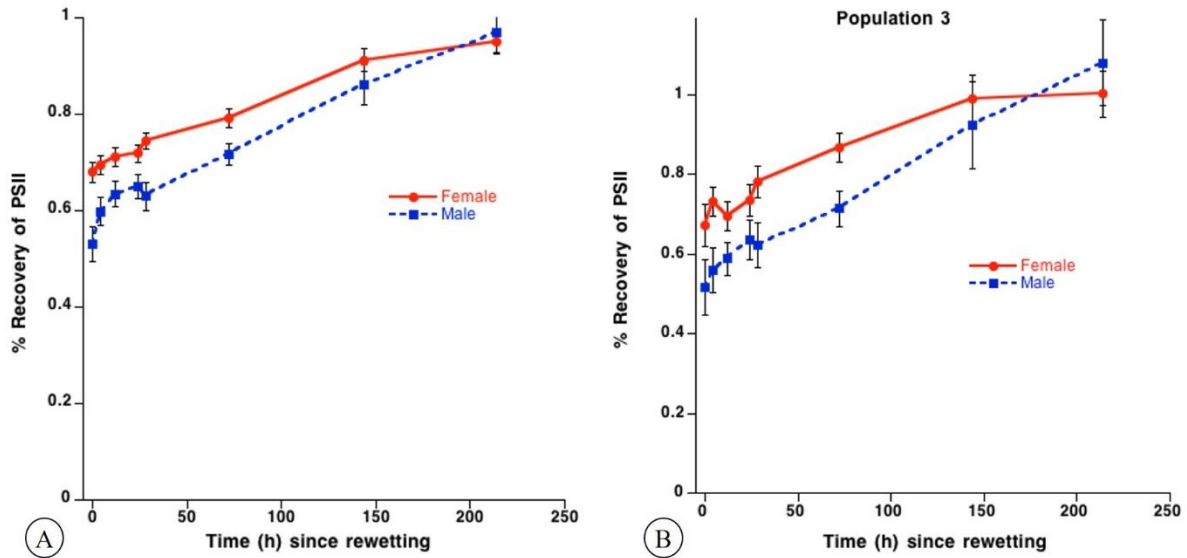 1
0.8
0.6
0.4
0.2
0
% Recovery of PSII
Female
Male
0 50 100 150 200 250
Time (h) since rewetting
A
Population 3
1
0.8
0.6
0.4
0.2
0
% Recovery of PSII
Female
Male
0 50 100 150 200 250
Time (h) since rewetting
B